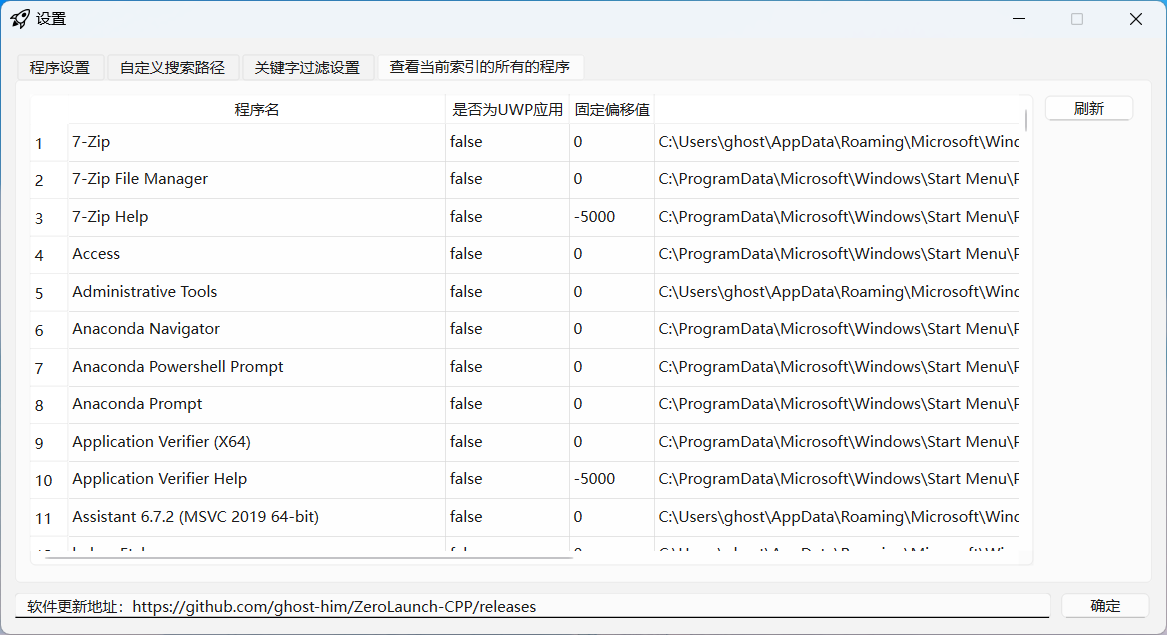 设置
程序设置 自定义搜索路径 关键字过滤设置 查看当前索引的所有的程序
程序名 是否为UWP应用 固定偏移值
刷新
1 7-Zip false 0 C:\Users\ghost\AppData\Roaming\Microsoft\Winc
2 7-Zip File Manager false 0 C:\ProgramData\Microsoft\Windows\Start Menu\P
3 7-Zip Help false -5000 C:\ProgramData\Microsoft\Windows\Start Menu\P
4 Access false 0 C:\ProgramData\Microsoft\Windows\Start Menu\P
5 Administrative Tools false 0 C:\Users\ghost\AppData\Roaming\Microsoft\Winc
6 Anaconda Navigator false 0 C:\ProgramData\Microsoft\Windows\Start Menu\P
7 Anaconda Powershell Prompt false 0 C:\ProgramData\Microsoft\Windows\Start Menu\P
8 Anaconda Prompt false 0 C:\ProgramData\Microsoft\Windows\Start Menu\P
9 Application Verifier (X64) false 0 C:\ProgramData\Microsoft\Windows\Start Menu\P
10 Application Verifier Help false -5000 C:\ProgramData\Microsoft\Windows\Start Menu\P
11 Assistant 6.7.2 (MSVC 2019 64-bit) false 0 C:\Users\ghost\AppData\Roaming\Microsoft\Winc
软件更新地址：https://github.com/ghost-him/ZeroLaunch-CPP/releases
确定